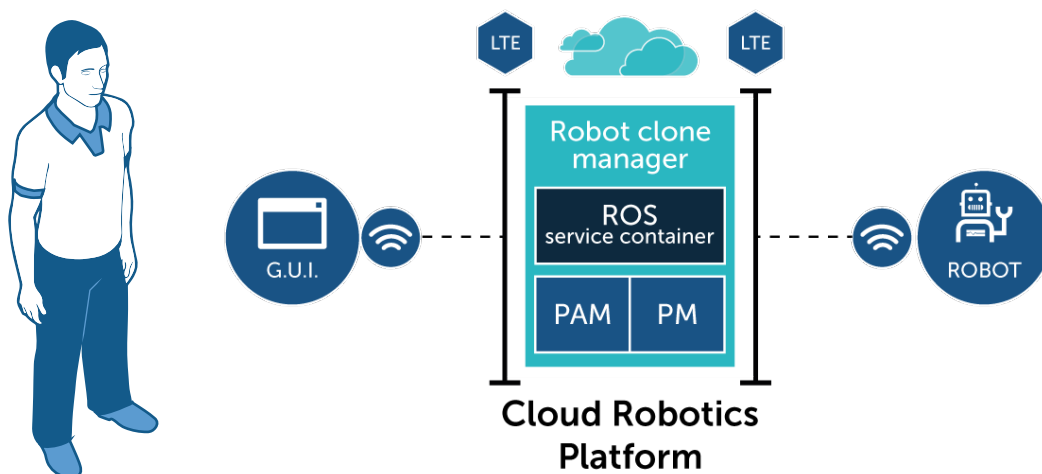 LTE
LTE
Robot clone
manager
ROS
service container
G.U.I.
ROBOT
PAM
PM
Cloud Robotics
Platform